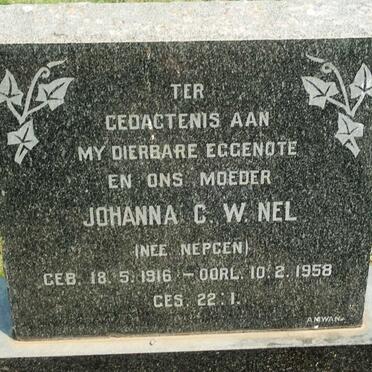 TER
GEDAGTENIS AAN
MY DIERBARE EGGENOTE
EN ONS MOEDER
JOHANNA C. W. NEL
(NEE NEPGEN)
GEB. 18. 5. 1916 – OORL. 10. 2. 1958
GES. 22. 1.